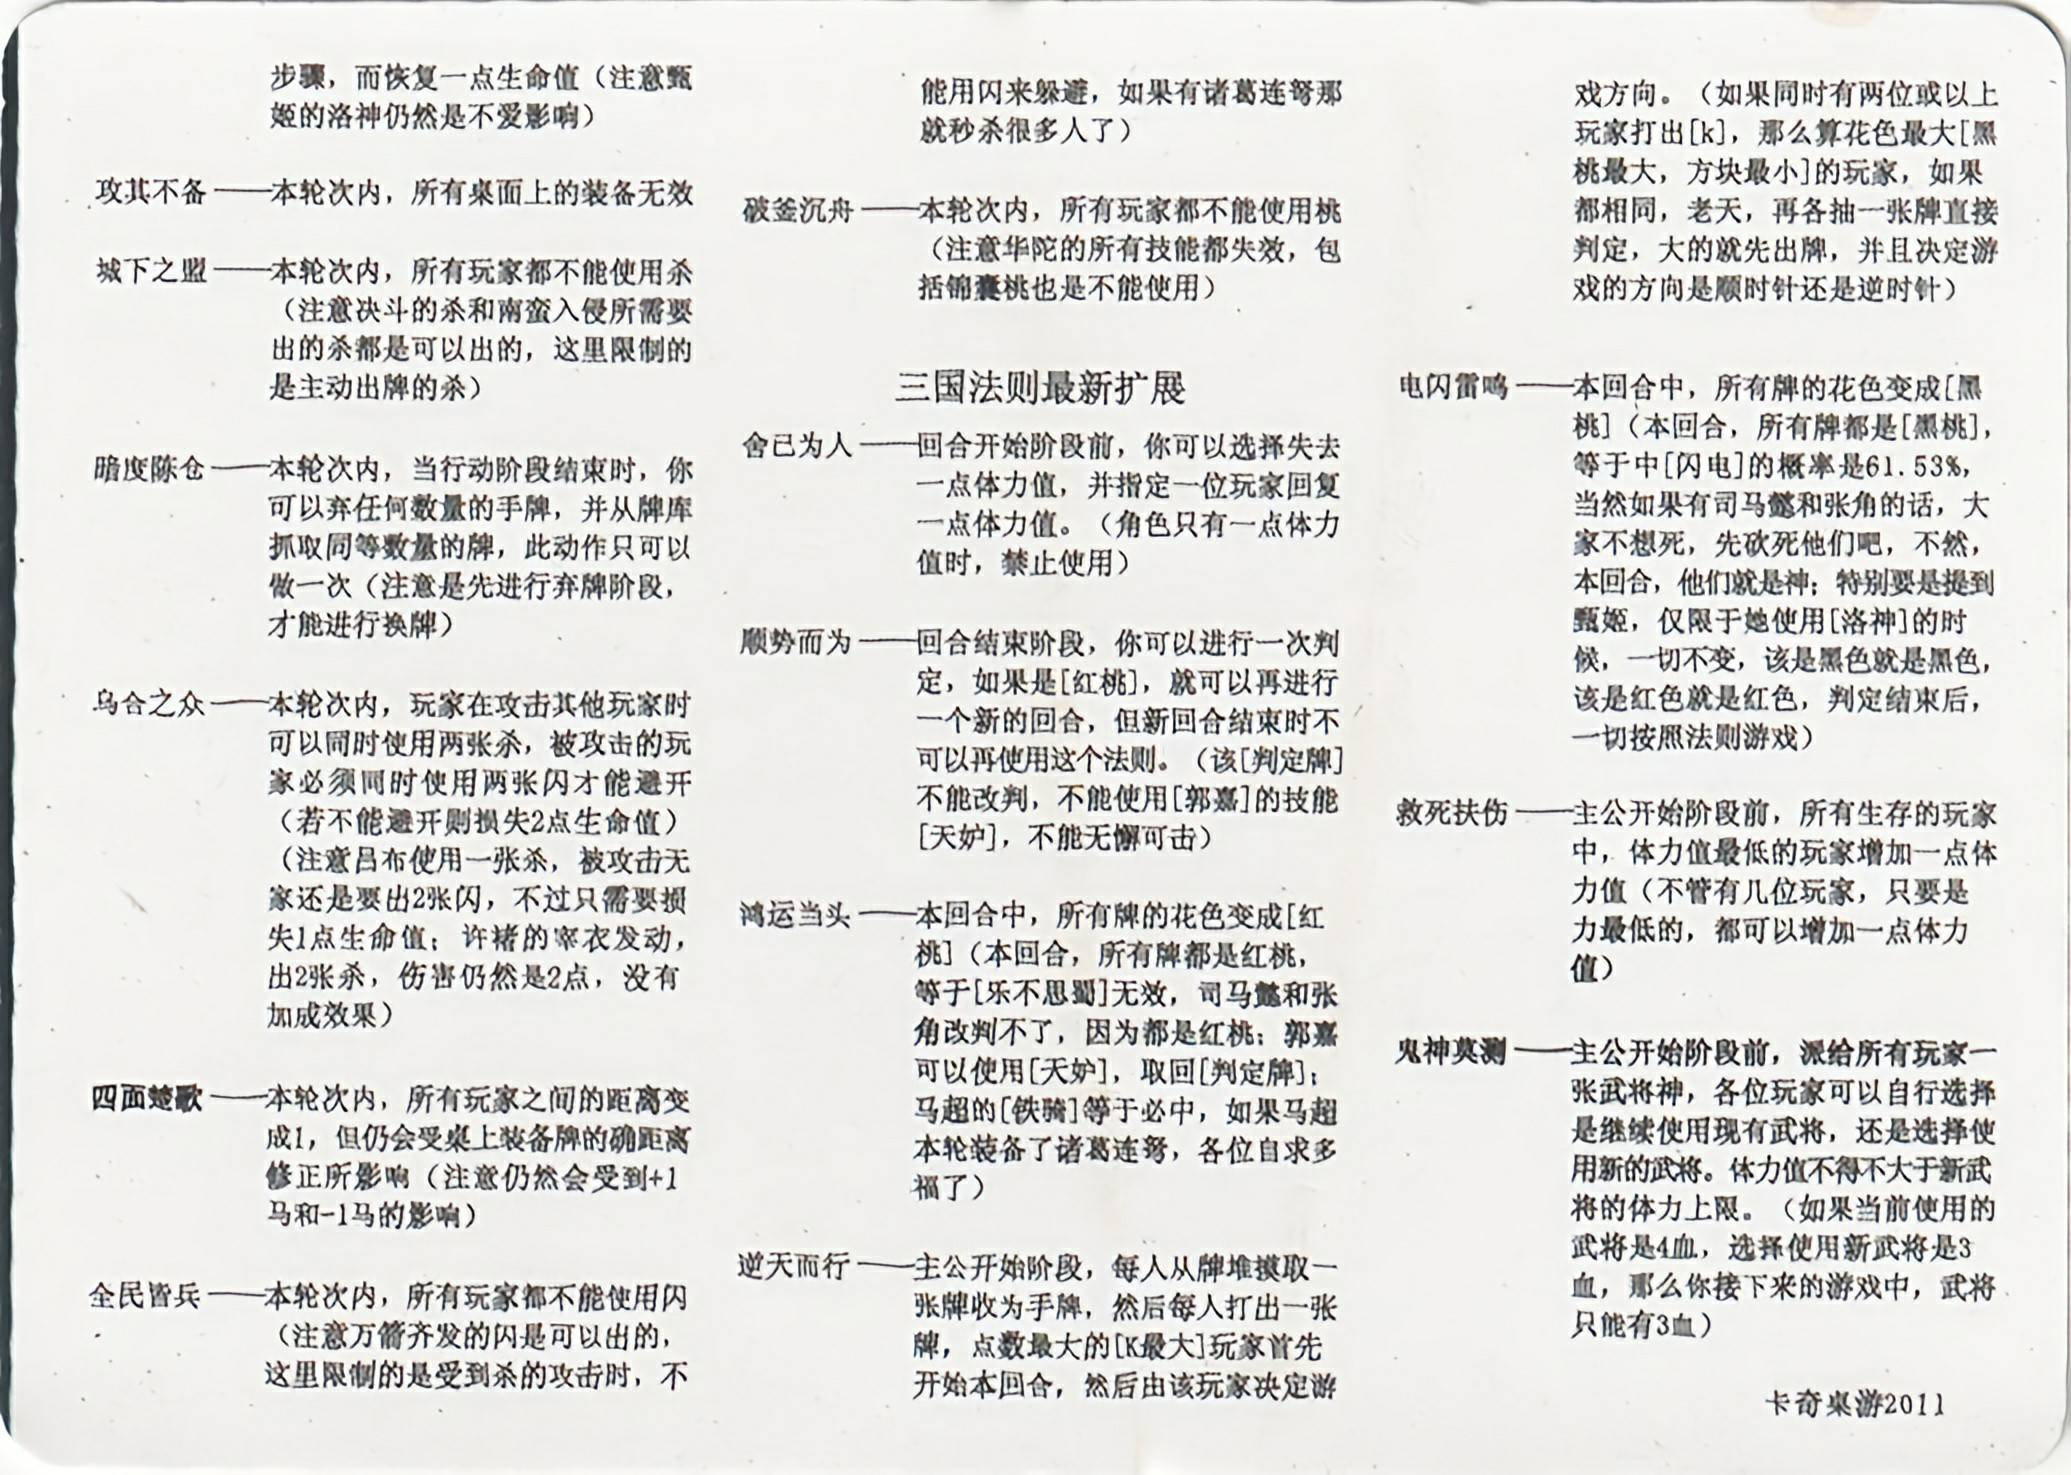 步骤，而恢复一点生命值（注意甄
姬的洛神仍然是不爱影响）
攻其不备——本轮次内，所有桌面上的装备无效
城下之盟——本轮次内，所有玩家都不能使用杀
（注意决斗的杀和南蛮入侵所需要
出的杀都是可以出的，这里限制的
是主动出牌的杀）
暗度陈仓——本轮次内，当行动阶段结束时，你
可以弃任何数量的手牌，并从牌库
抓取同等数量的牌，此动作只可以
做一次（注意是先进行弃牌阶段，
才能进行换牌）
乌合之众——本轮次内，玩家在攻击其他玩家时
可以同时使用两张杀，被攻击的玩
家必须同时使用两张闪才能避开
（若不能避开则损失2点生命值）
（注意吕布使用一张杀，被攻击无
家还是要出2张闪，不过只需要损
失1点生命值；许褚的裸衣发动，
出2张杀，伤害仍然是2点，没有
加成效果）
四面楚歌——本轮次内，所有玩家之间的距离变
成1，但仍会受桌上装备牌的确距离
修正所影响（注意仍然会受到+1
马和-1马的影响）
全民皆兵——本轮次内，所有玩家都不能使用闪
（注意万箭齐发的闪是可以出的，
这里限制的是受到杀的攻击时，不
能用闪来躲避，如果有诸葛连弩那
就秒杀很多人了）
破釜沉舟——本轮次内，所有玩家都不能使用桃
（注意华陀的所有技能都失效，包
括锦囊桃也是不能使用）
三国法则最新扩展
舍己为人——回合开始阶段前，你可以选择失去
一点体力值，并指定一位玩家回复
一点体力值。（角色只有一点体力
值时，禁止使用）
顺势而为——回合结束阶段，你可以进行一次判
定，如果是[红桃]，就可以再进行
一个新的回合，但新回合结束时不
可以再使用这个法则。（该[判定牌]
不能改判，不能使用[郭嘉]的技能
[天妒]，不能无懈可击）
鸿运当头——本回合中，所有牌的花色变成[红
桃]（本回合，所有牌都是红桃，
等于[乐不思蜀]无效，司马懿和张
角改判不了，因为都是红桃；郭嘉
可以使用[天妒]，取回[判定牌]；
马超的[铁骑]等于必中，如果马超
本轮装备了诸葛连弩，各位自求多
福了）
逆天而行——主公开始阶段，每人从牌堆摸取一
张牌收为手牌，然后每人打出一张
牌，点数最大的[K最大]玩家首先
开始本回合，然后由该玩家决定游
戏方向。（如果同时有两位或以上
玩家打出[k]，那么算花色最大[黑
桃最大，方块最小]的玩家，如果
都相同，老天，再各抽一张牌直接
判定，大的就先出牌，并且决定游
戏的方向是顺时针还是逆时针）
电闪雷鸣——本回合中，所有牌的花色变成[黑
桃]（本回合，所有牌都是[黑桃]，
等于中[闪电]的概率是61.53%，
当然如果有司马懿和张角的话，大
家不想死，先砍死他们吧，不然，
本回合，他们就是神；特别要是提到
甄姬，仅限于她使用[洛神]的时
候，一切不变，该是黑色就是黑色，
该是红色就是红色，判定结束后，
一切按照法则游戏）
救死扶伤——主公开始阶段前，所有生存的玩家
中，体力值最低的玩家增加一点体
力值（不管有几位玩家，只要是
力最低的，都可以增加一点体力
值）
鬼神莫测——主公开始阶段前，派给所有玩家一
张武将神，各位玩家可以自行选择
是继续使用现有武将，还是选择使
用新的武将。体力值不得不大于新武
将的体力上限。（如果当前使用的
武将是4血，选择使用新武将是3
血，那么你接下来的游戏中，武将
只能有3血）
卡奇桌游2011